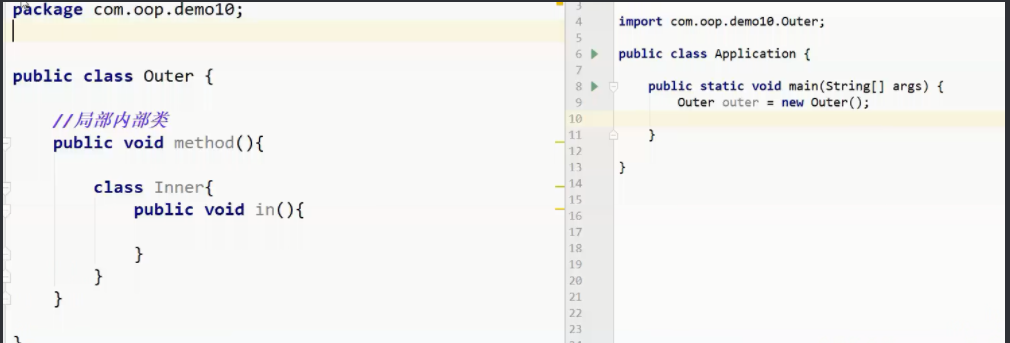 package com.oop.demo10;
public class Outer {
//局部内部类
public void method(){
class Inner{
public void in(){
}
}
}
}
3
4 import com.oop.demo10.Outer;
5
6 public class Application {
7
8 public static void main(String[] args) {
9 Outer outer = new Outer();
10
11 }
12
13 }
14
15
16
17
18
19
20
21
22
23